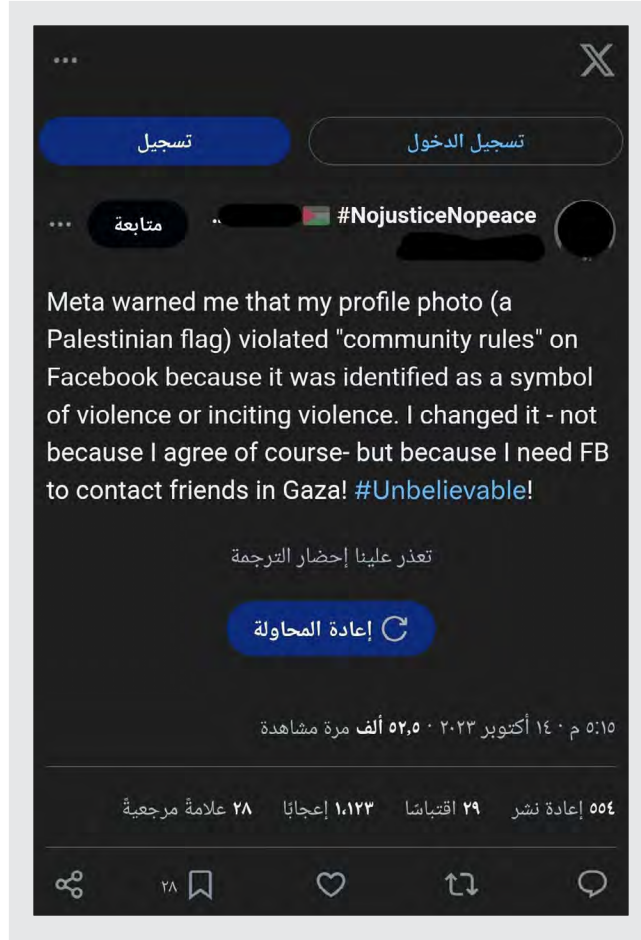 تسجيل الدخول
تسجيل
#NojusticeNopeace
..
متابعة
Meta warned me that my profile photo (a
Palestinian flag) violated "community rules" on
Facebook because it was identified as a symbol
of violence or inciting violence. I changed it - not
because I agree of course- but because I need FB
to contact friends in Gaza! #Unbelievable!
تعذر علينا إحضار الترجمة
إعادة المحاولة
٥:١٥ م · ١٤ أكتوبر ٢٠٢٣ · ٥٢,٥ ألف مرة مشاهدة
٥٥٤ إعادة نشر ٢٩ اقتباسًا ١،١٢٣ إعجابًا ٢٨ علامةً مرجعيةً
٢٨